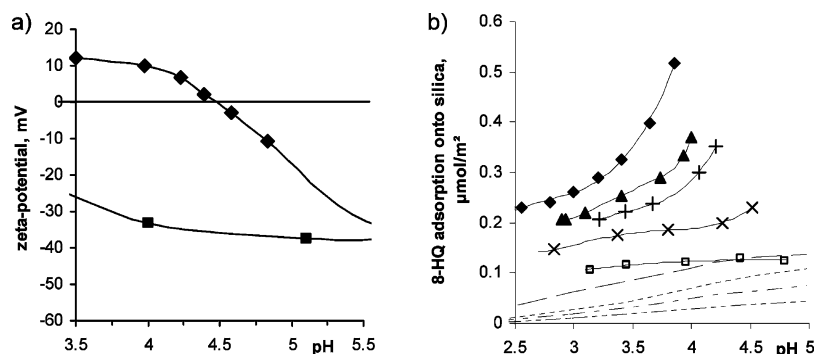 a)
zeta-potential, mV
20
10
0
-10
-20
-30
-40
-50
-60
3.5 4 4.5 pH 5 5.5
b)
8-HQ adsorption onto silica,
µmol/m²
0.6
0.5
0.4
0.3
0.2
0.1
0
2.5 3 3.5 4 4.5 pH 5